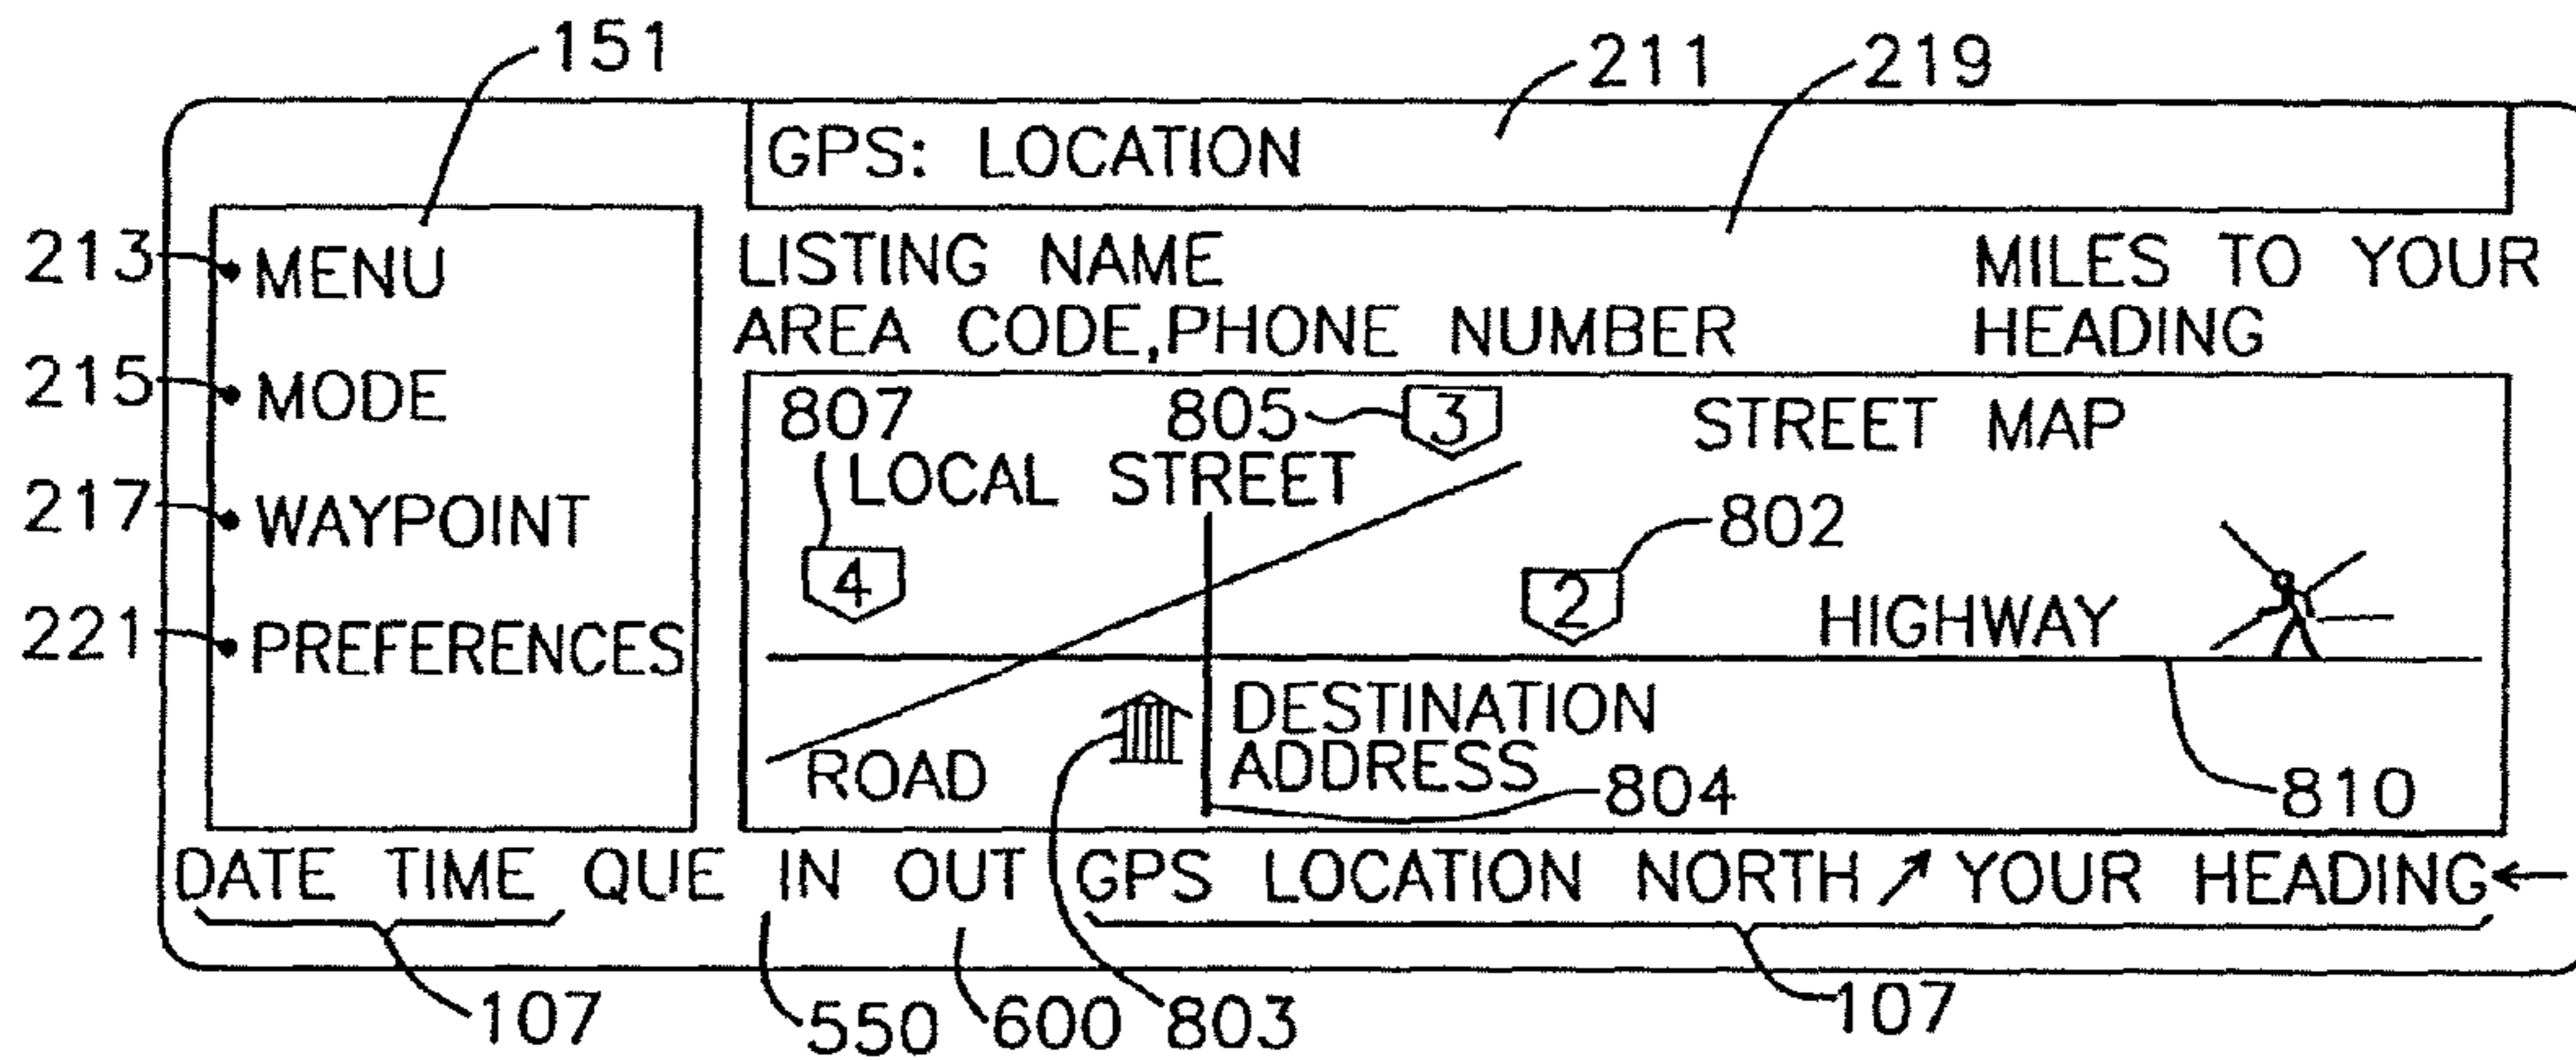 151
211
219
GPS: LOCATION
213
MENU
LISTING NAME
MILES TO YOUR
AREA CODE,PHONE NUMBER
HEADING
215
MODE
807
805
3
STREET MAP
LOCAL STREET
217
WAYPOINT
802
4
2
HIGHWAY
221
PREFERENCES
DESTINATION
ADDRESS
ROAD
804
810
DATE TIME QUE IN OUT GPS LOCATION NORTH ↗ YOUR HEADING ←
107
550
600
803
107